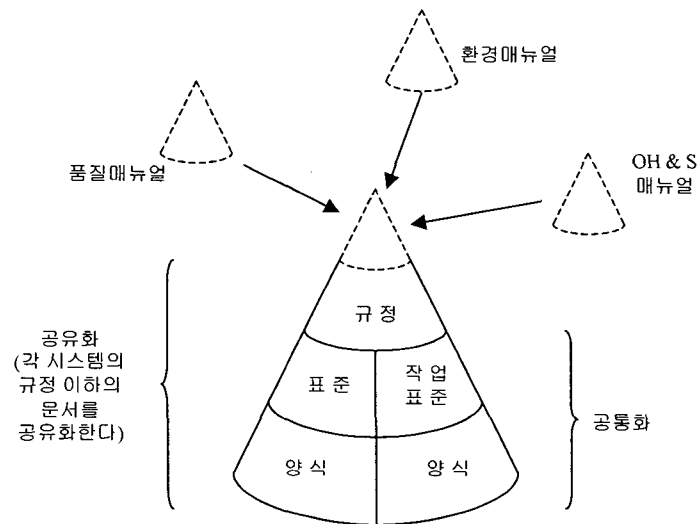 환경매뉴얼
품질매뉴얼
OH & S
매뉴얼
규 정
공유화
(각 시스템의
규정 이하의
문서를
공유화한다)
표 준
작 업
표 준
공통화
양 식
양 식